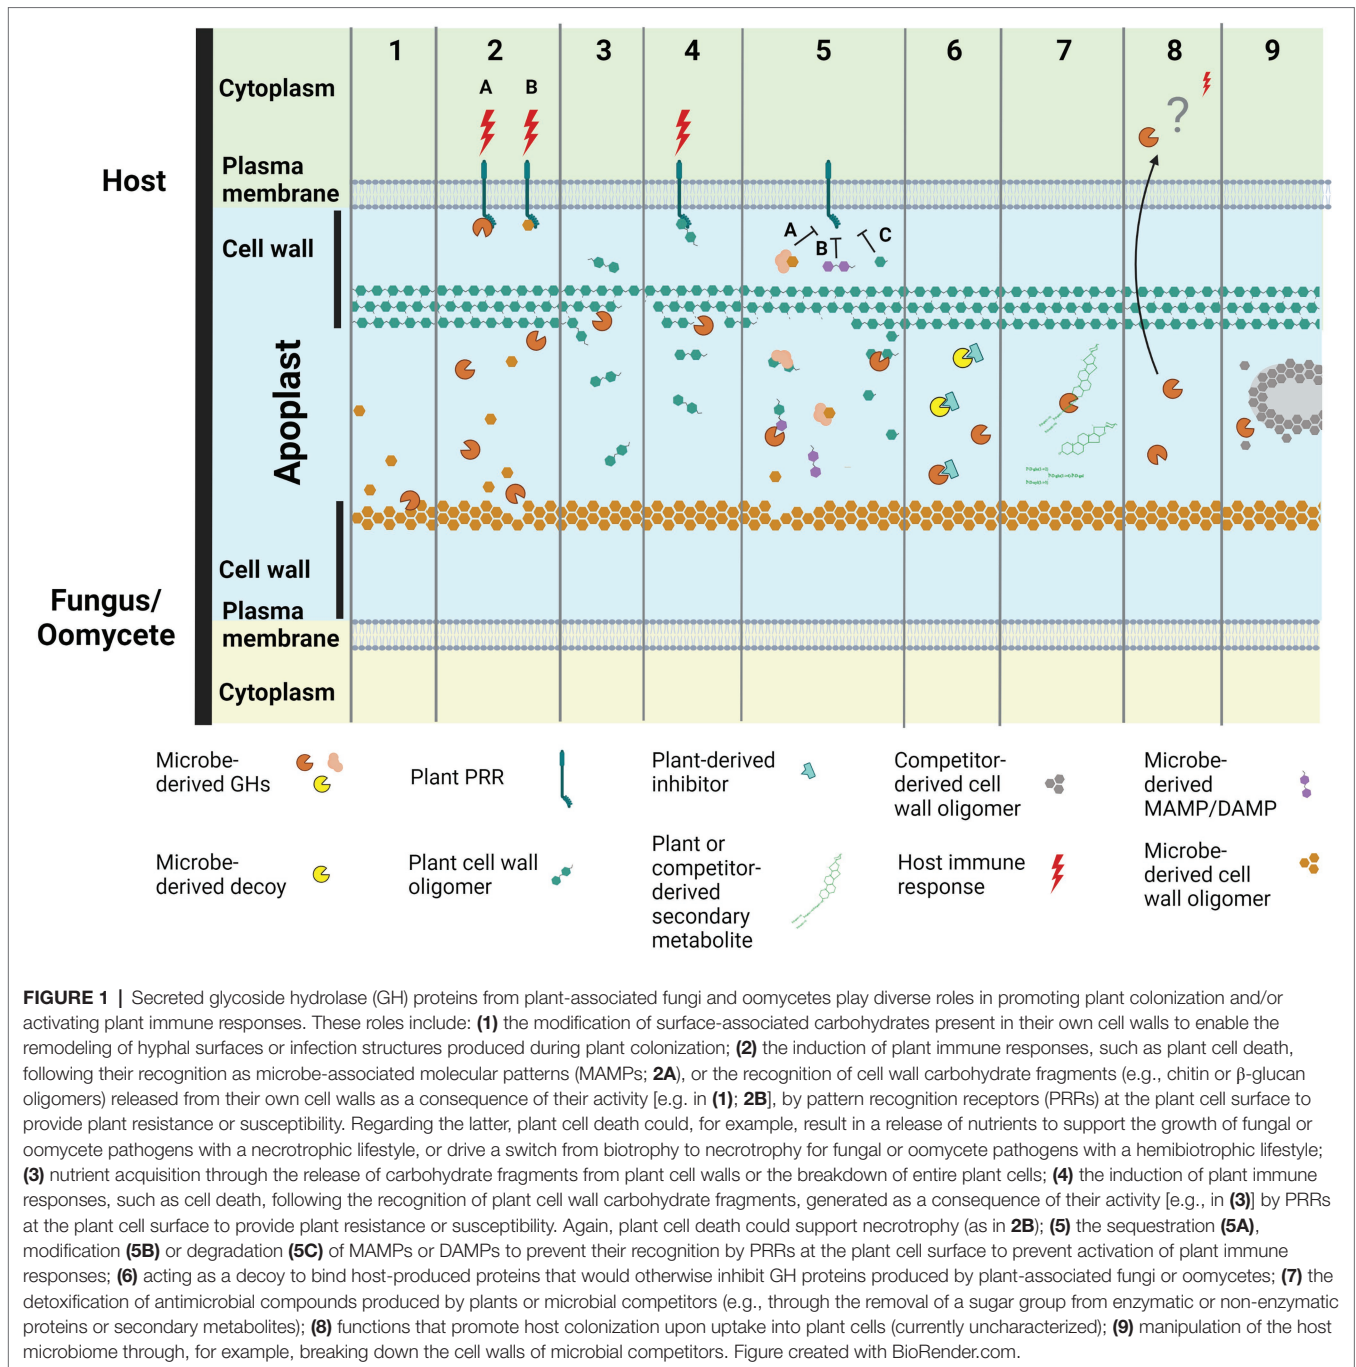 1 2 3 4 5 6 7 8 9
Cytoplasm
A B
?
Plasma
membrane
Host
Cell wall
A
B
C
Apoplast
Cell wall
Fungus/
Oomycete
Plasma
membrane
Cytoplasm
Microbe-
derived GHs
Plant PRR
Plant-derived
inhibitor
Competitor-
derived cell
wall oligomer
Microbe-
derived
MAMP/DAMP
Microbe-
derived decoy
Plant cell wall
oligomer
Plant or
competitor-
derived
secondary
metabolite
Host immune
response
Microbe-
derived cell
wall oligomer
FIGURE 1 | Secreted glycoside hydrolase (GH) proteins from plant-associated fungi and oomycetes play diverse roles in promoting plant colonization and/or
activating plant immune responses. These roles include: (1) the modification of surface-associated carbohydrates present in their own cell walls to enable the
remodeling of hyphal surfaces or infection structures produced during plant colonization; (2) the induction of plant immune responses, such as plant cell death,
following their recognition as microbe-associated molecular patterns (MAMPs; 2A), or the recognition of cell wall carbohydrate fragments (e.g., chitin or β-glucan
oligomers) released from their own cell walls as a consequence of their activity [e.g. in (1); 2B], by pattern recognition receptors (PRRs) at the plant cell surface to
provide plant resistance or susceptibility. Regarding the latter, plant cell death could, for example, result in a release of nutrients to support the growth of fungal or
oomycete pathogens with a necrotrophic lifestyle, or drive a switch from biotrophy to necrotrophy for fungal or oomycete pathogens with a hemibiotrophic lifestyle;
(3) nutrient acquisition through the release of carbohydrate fragments from plant cell walls or the breakdown of entire plant cells; (4) the induction of plant immune
responses, such as cell death, following the recognition of plant cell wall carbohydrate fragments, generated as a consequence of their activity [e.g., in (3)] by PRRs
at the plant cell surface to provide plant resistance or susceptibility. Again, plant cell death could support necrotrophy (as in 2B); (5) the sequestration (5A),
modification (5B) or degradation (5C) of MAMPs or DAMPs to prevent their recognition by PRRs at the plant cell surface to prevent activation of plant immune
responses; (6) acting as a decoy to bind host-produced proteins that would otherwise inhibit GH proteins produced by plant-associated fungi or oomycetes; (7) the
detoxification of antimicrobial compounds produced by plants or microbial competitors (e.g., through the removal of a sugar group from enzymatic or non-enzymatic
proteins or secondary metabolites); (8) functions that promote host colonization upon uptake into plant cells (currently uncharacterized); (9) manipulation of the host
microbiome through, for example, breaking down the cell walls of microbial competitors. Figure created with BioRender.com.